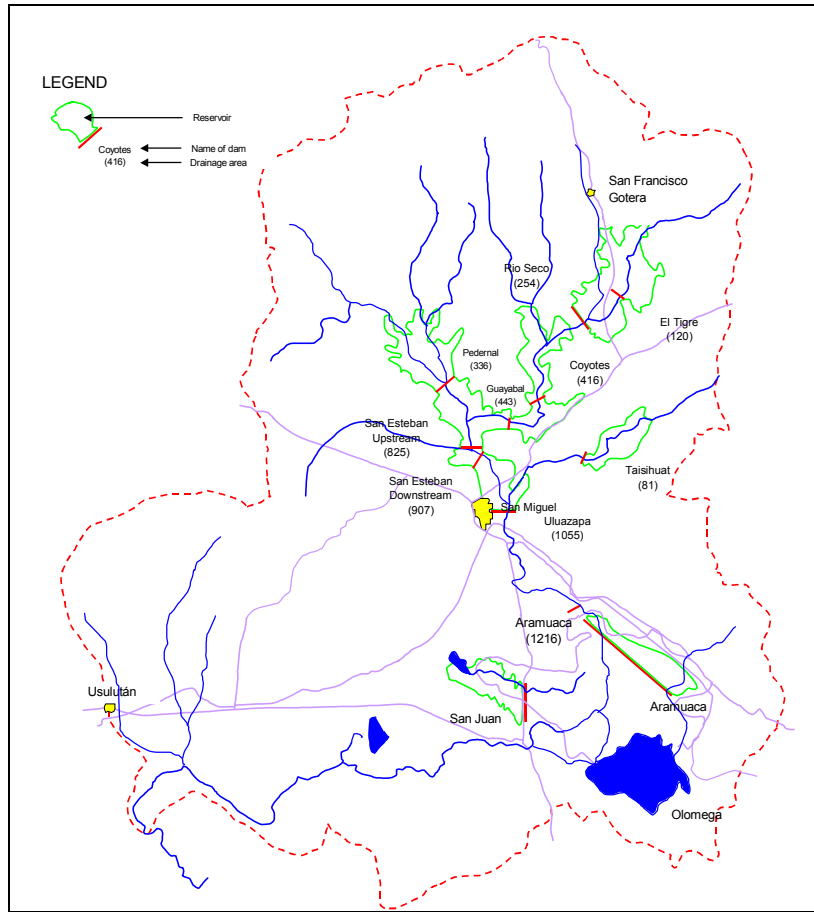 LEGEND
Reservoir
Coyotes
(416)
Name of dam
Drainage area
San Francisco
Gotera
Rio Seco
(254)
El Tigre
(120)
Pedernal
(336)
Coyotes
(416)
Guayabal
(443)
San Esteban
Upstream
(825)
Taisihuat
(81)
San Esteban
Downstream
(907)
San Miguel
Uluazapa
(1055)
Aramuaca
(1216)
Usulután
San Juan
Aramuaca
Olomega